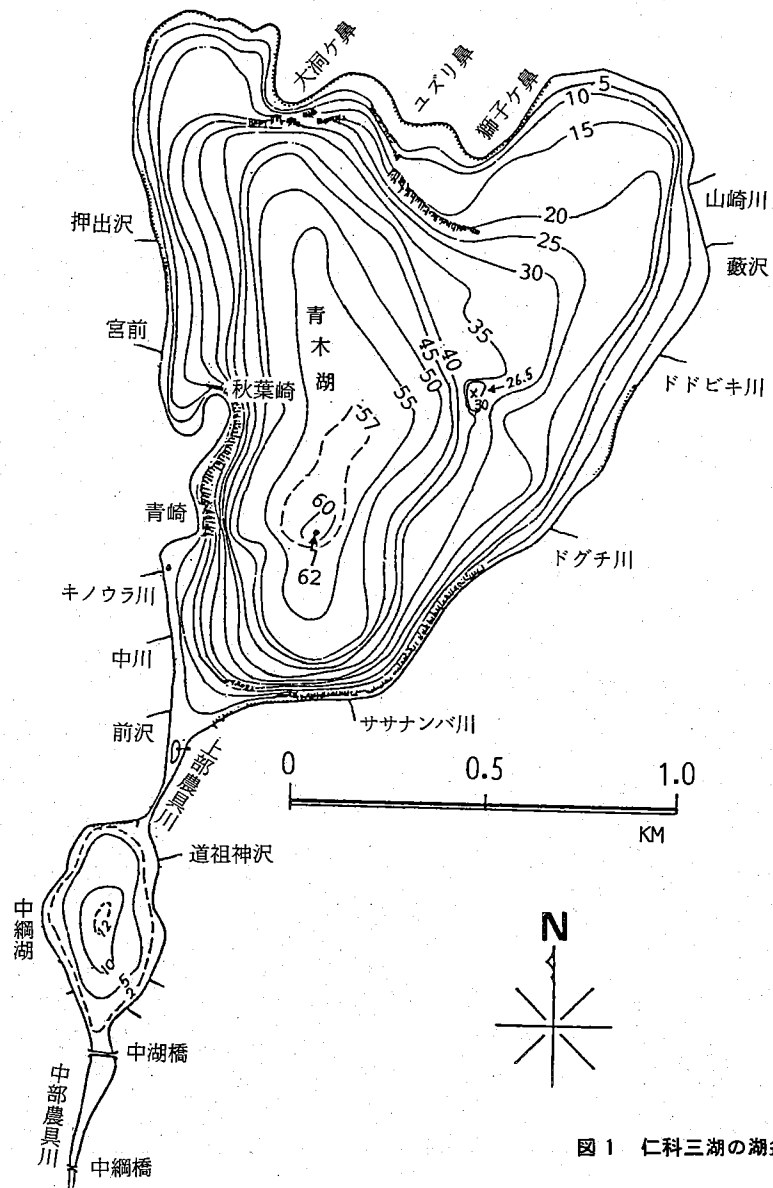 大洞ケ鼻
ユズリ鼻
獅子ケ鼻
10
5
15
山崎川
押出沢
20
25
藪沢
30
宮前
青木湖
35
45
40
50
26.5
ドドビキ川
秋葉崎
55
×
30
57
青崎
60
ドグチ川
キノウラ川
62
中川
前沢
ササナンバ川
上部農具川
0
0.5
1.0
KM
道祖神沢
中綱湖
12
10
5
2
N
中湖橋
中部農具川
図1 仁科三湖の湖
中綱橋